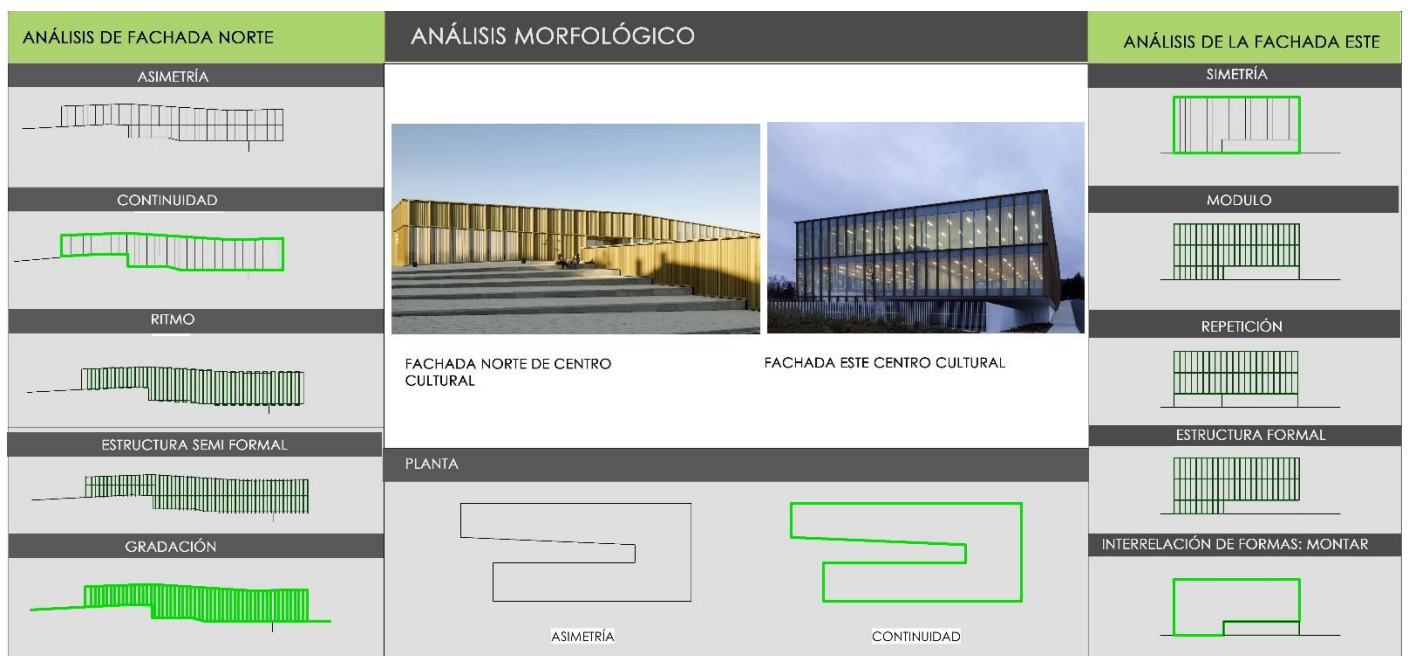 ANÁLISIS DE FACHADA NORTE
ASIMETRÍA
CONTINUIDAD
RITMO
ESTRUCTURA SEMI FORMAL
GRADACIÓN
ANÁLISIS MORFOLÓGICO
FACHADA NORTE DE CENTRO
CULTURAL
FACHADA ESTE CENTRO CULTURAL
PLANTA
ASIMETRÍA
CONTINUIDAD
ANÁLISIS DE LA FACHADA ESTE
SIMETRÍA
MODULO
REPETICIÓN
ESTRUCTURA FORMAL
INTERRELACIÓN DE FORMAS: MONTAR